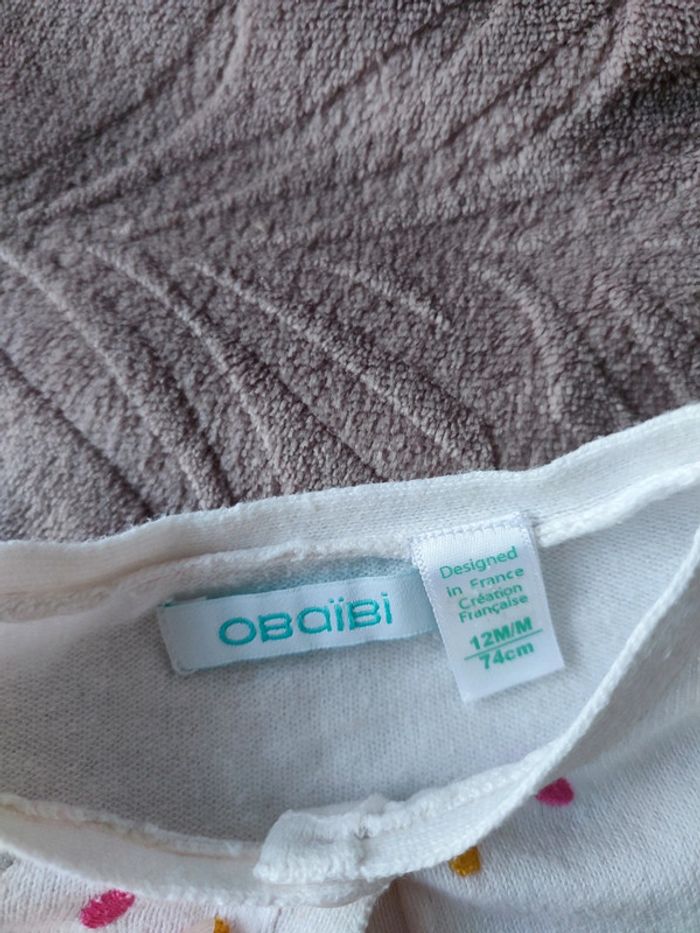 OBaïBi
Designed
in France
Création
Française
12M/M
74cm